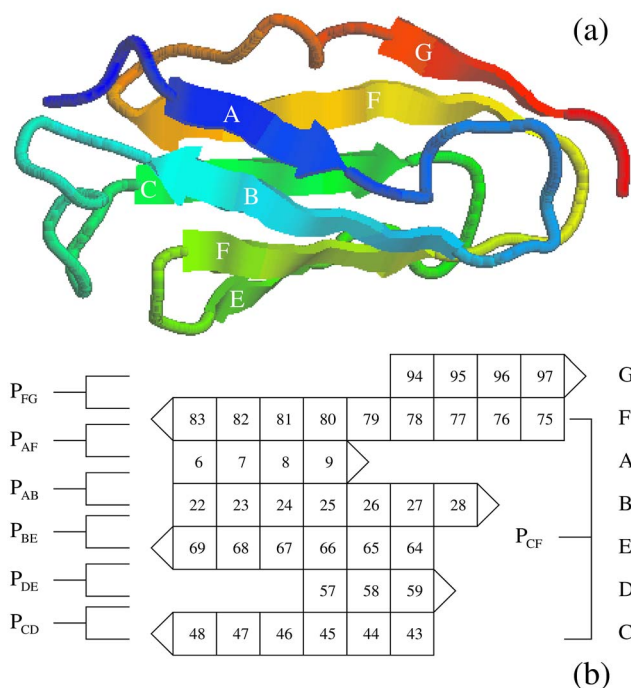 (a)
G
A
F
C
B
F
E
94 95 96 97 G
P_FG
83 82 81 80 79 78 77 76 75 F
P_AF
6 7 8 9 A
P_AB
22 23 24 25 26 27 28 B
P_BE
69 68 67 66 65 64 P_CF E
P_DE
57 58 59 D
P_CD
48 47 46 45 44 43 C
(b)